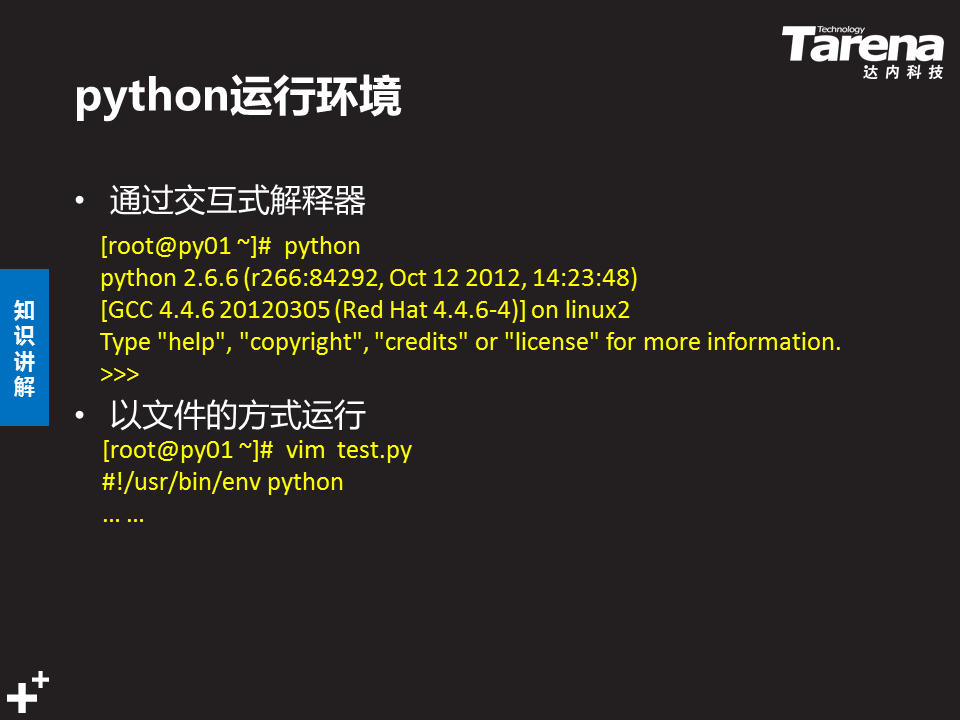 Technology
Tarena
达内科技
python运行环境
• 通过交互式解释器
[root@py01 ~]#  python
python 2.6.6 (r266:84292, Oct 12 2012, 14:23:48)
[GCC 4.4.6 20120305 (Red Hat 4.4.6-4)] on linux2
Type "help", "copyright", "credits" or "license" for more information.
>>>
• 以文件的方式运行
[root@py01 ~]#  vim  test.py
#!/usr/bin/env python
... ...
知
识
讲
解